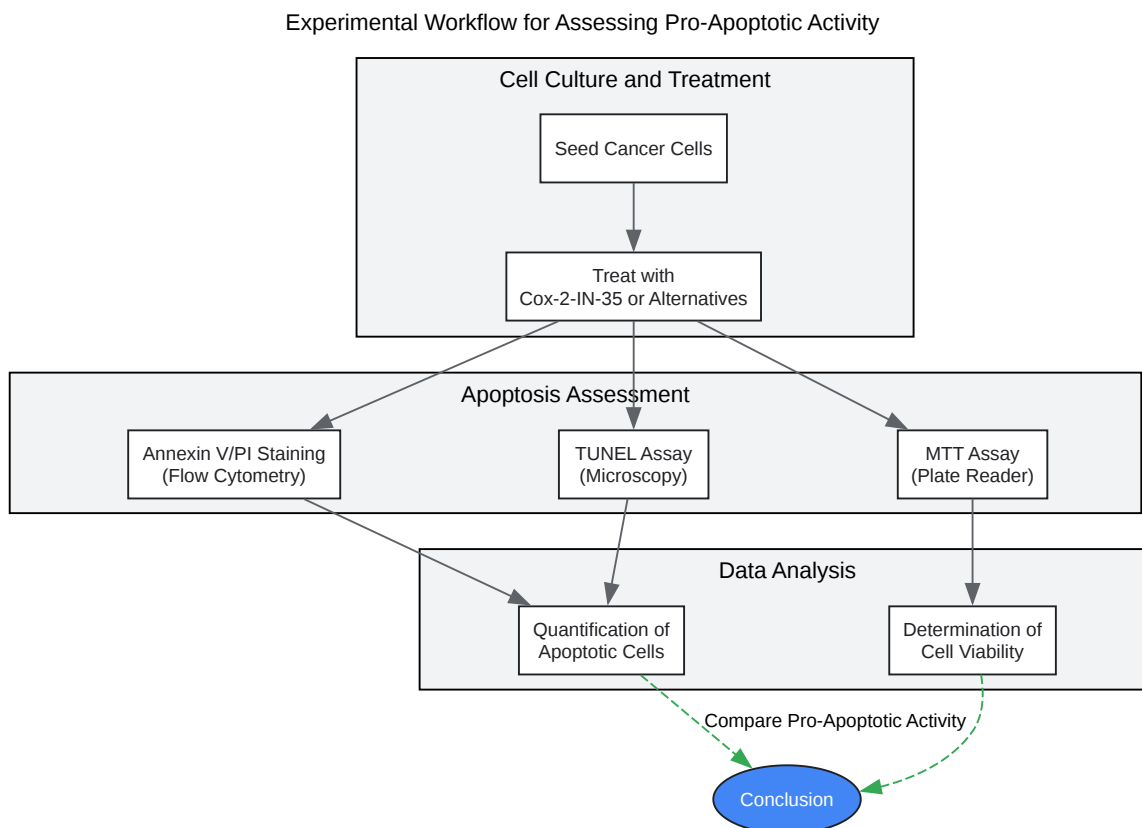 Experimental Workflow for Assessing Pro-Apoptotic Activity
Cell Culture and Treatment
Seed Cancer Cells
Treat with
Cox-2-IN-35 or Alternatives
Apoptosis Assessment
Annexin V/PI Staining
(Flow Cytometry)
TUNEL Assay
(Microscopy)
MTT Assay
(Plate Reader)
Data Analysis
Quantification of
Apoptotic Cells
Determination of
Cell Viability
Compare Pro-Apoptotic Activity
Conclusion